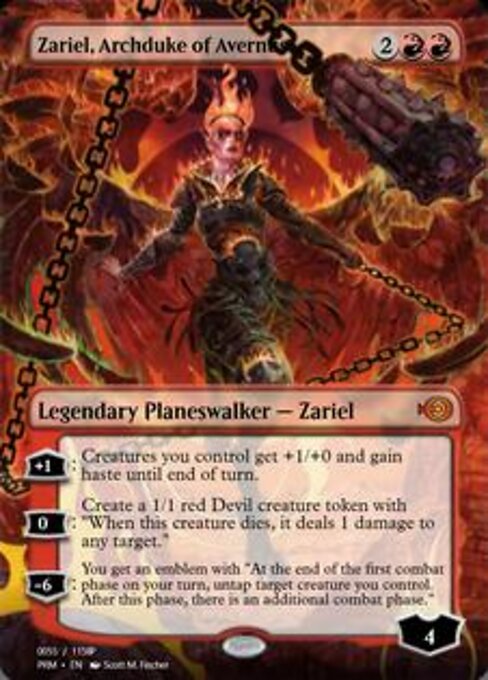 Zariel, Archduke of Avernus 2
Legendary Planeswalker — Zariel
+1: Creatures you control get +1/+0 and gain
haste until end of turn.
0: Create a 1/1 red Devil creature token with
"When this creature dies, it deals 1 damage to
any target."
-6: You get an emblem with "At the end of the first combat
phase on your turn, untap target creature you control.
After this phase, there is an additional combat phase."
4
PRM • EN Scott M. Fischer